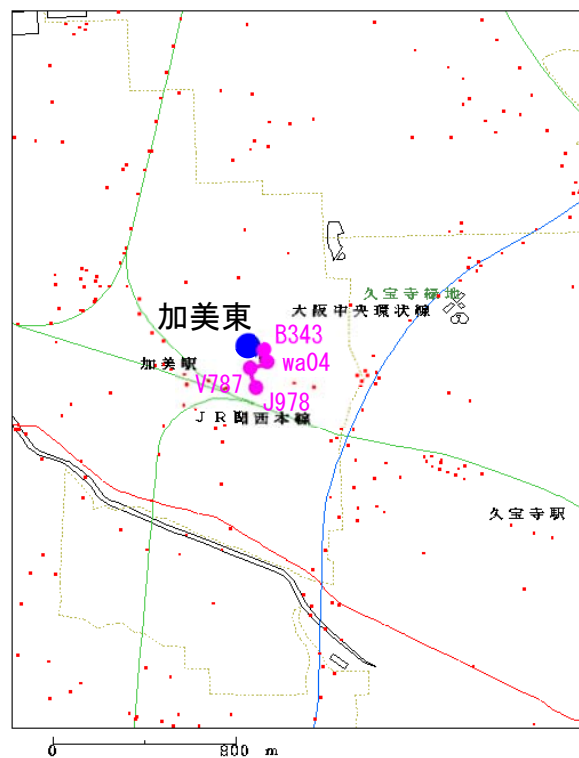 久宝寺緑地
大阪中央環状線
加美東
B343
加美駅
wa04
V787
J978
JR関西本線
久宝寺駅
0 800 m